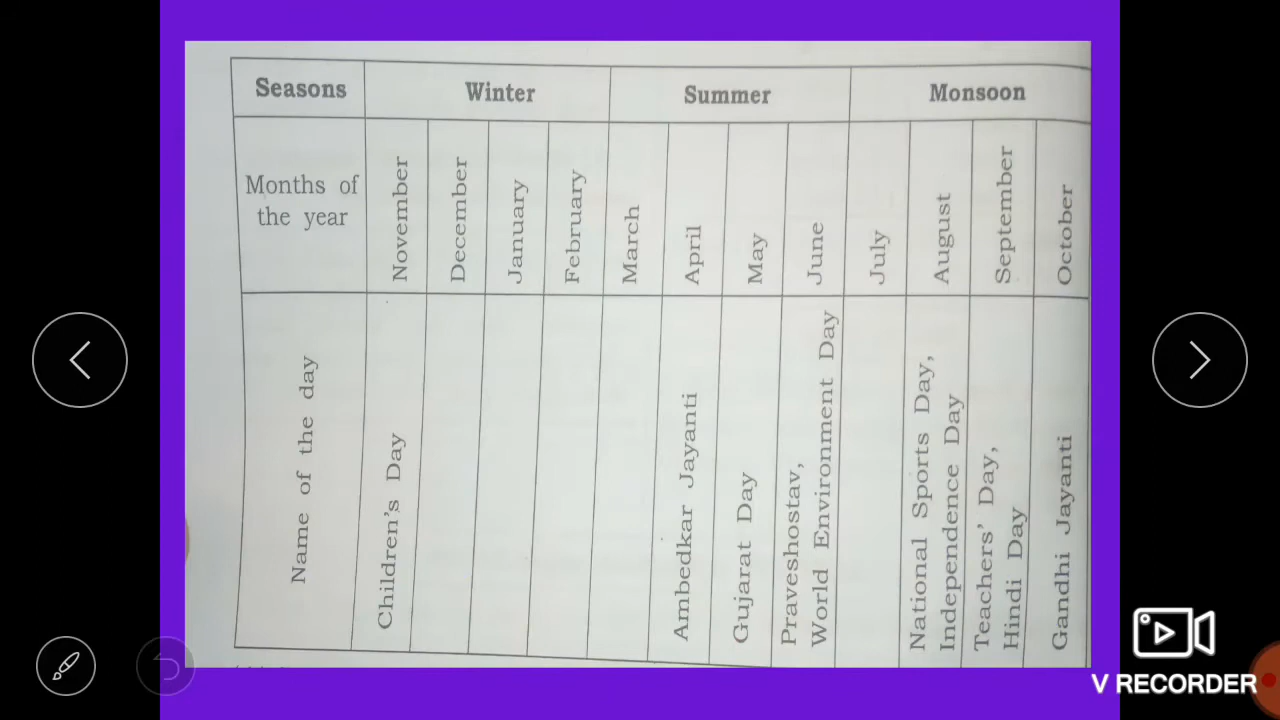 Seasons
Winter
Summer
Monsoon
Months of
the year
November
December
January
February
March
April
May
June
July
August
September
October
Name of the day
Children's Day
Ambedkar Jayanti
Gujarat Day
Praveshostav,
World Environment Day
National Sports Day,
Independence Day
Teachers' Day,
Hindi Day
Gandhi Jayanti
V RECORDER